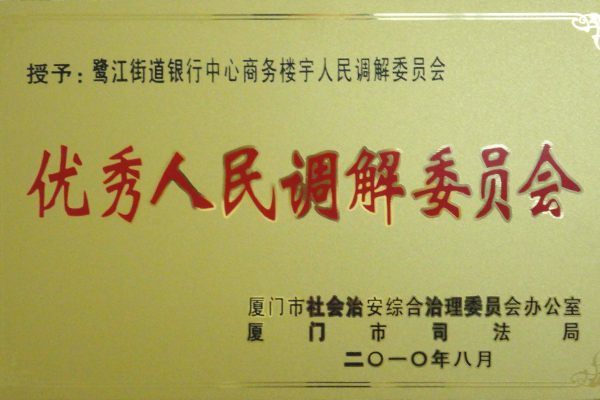 授予：鹭江街道银行中心商务楼宇人民调解委员会
优秀人民调解委员会
厦门市社会治安综合治理委员会办公室
厦门市司法局
二〇一〇年八月